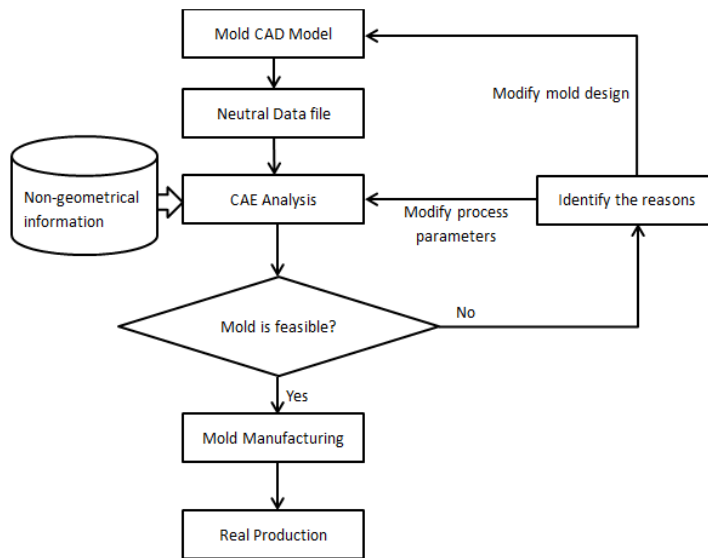 Mold CAD Model
Modify mold design
Neutral Data file
Non-geometrical
information
CAE Analysis
Identify the reasons
Modify process
parameters
Mold is feasible?
No
Yes
Mold Manufacturing
Real Production